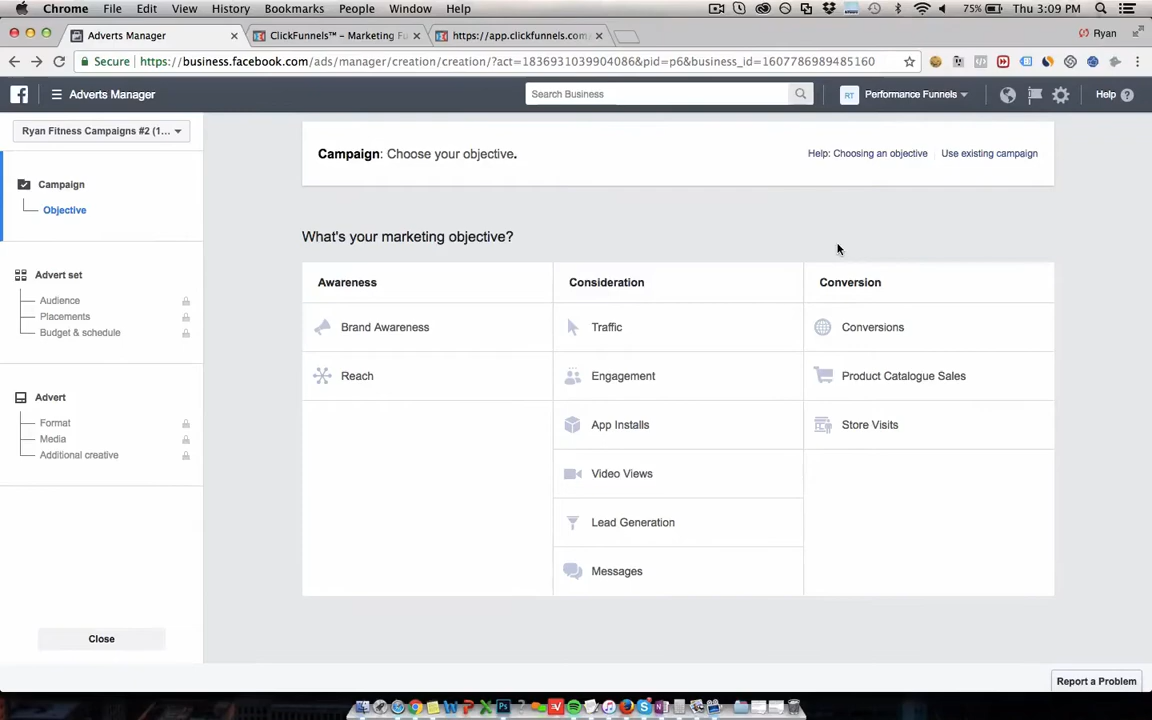 Chrome File Edit View History Bookmarks People Window Help 75% Thu 3:09 PM
Adverts Manager
ClickFunnels™ – Marketing Fu
https://app.clickfunnels.com
Ryan
Secure https://business.facebook.com/ads/manager/creation/creation/?act=1836931039904086&pid=p6&business_id=1607786989485160
Adverts Manager
Search Business
RT Performance Funnels
Help
Ryan Fitness Campaigns #2 (1...
Campaign
Objective
Advert set
Audience
Placements
Budget & schedule
Advert
Format
Media
Additional creative
Close
Campaign: Choose your objective.
Help: Choosing an objective
Use existing campaign
What's your marketing objective?
Awareness
Brand Awareness
Reach
Consideration
Traffic
Engagement
App Installs
Video Views
Lead Generation
Messages
Conversion
Conversions
Product Catalogue Sales
Store Visits
Report a Problem